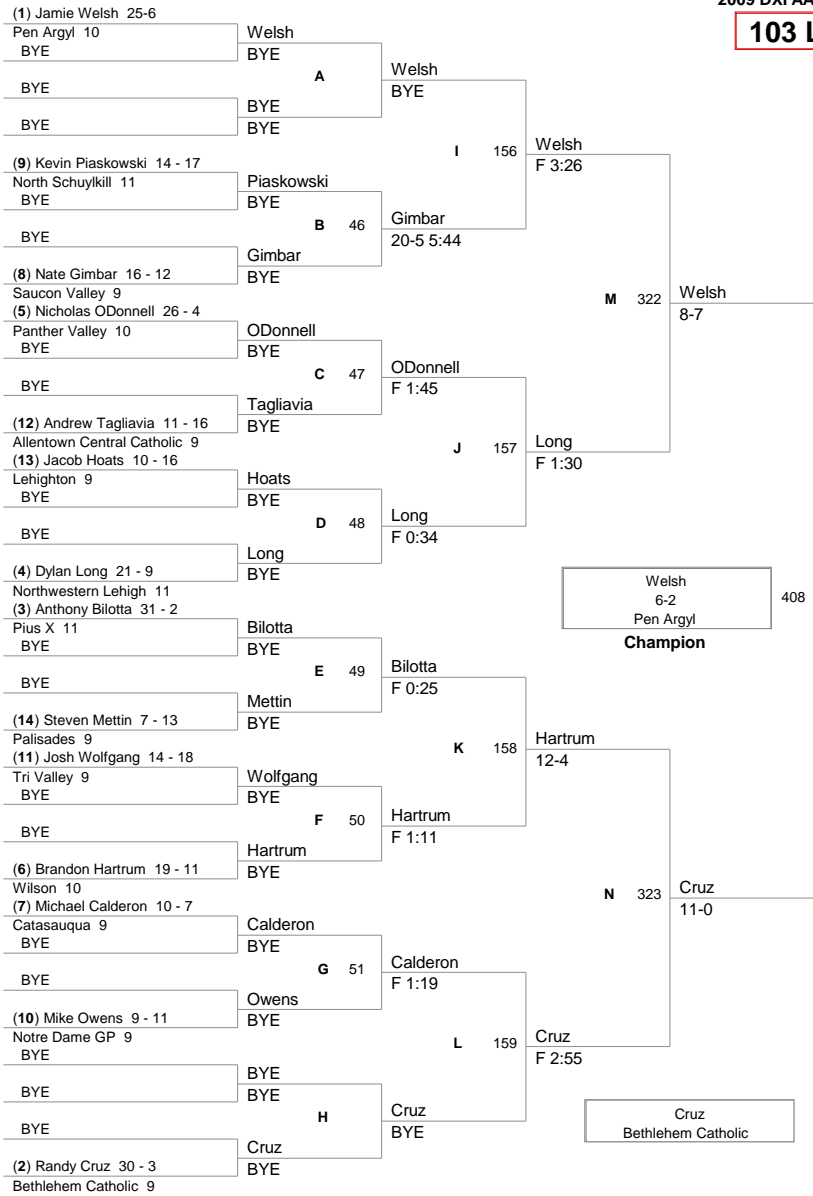 2009 DXI AA
103 L
(1) Jamie Welsh 25-6
Pen Argyl 10
BYE
BYE
BYE
(9) Kevin Piaskowski 14 - 17
North Schuylkill 11
BYE
BYE
(8) Nate Gimbar 16 - 12
Saucon Valley 9
(5) Nicholas ODonnell 26 - 4
Panther Valley 10
BYE
BYE
(12) Andrew Tagliavia 11 - 16
Allentown Central Catholic 9
(13) Jacob Hoats 10 - 16
Lehighton 9
BYE
BYE
(4) Dylan Long 21 - 9
Northwestern Lehigh 11
(3) Anthony Bilotta 31 - 2
Pius X 11
BYE
BYE
(14) Steven Mettin 7 - 13
Palisades 9
(11) Josh Wolfgang 14 - 18
Tri Valley 9
BYE
BYE
(6) Brandon Hartrum 19 - 11
Wilson 10
(7) Michael Calderon 10 - 7
Catasauqua 9
BYE
BYE
(10) Mike Owens 9 - 11
Notre Dame GP 9
BYE
BYE
BYE
(2) Randy Cruz 30 - 3
Bethlehem Catholic 9
Welsh
BYE
A
BYE
BYE
Piaskowski
BYE
B 46
Gimbar
BYE
ODonnell
BYE
C 47
Tagliavia
BYE
Hoats
BYE
D 48
Long
BYE
Bilotta
BYE
E 49
Mettin
BYE
Wolfgang
BYE
F 50
Hartrum
BYE
Calderon
BYE
G 51
Owens
BYE
BYE
BYE
H
Cruz
BYE
Welsh
BYE
I 156
Gimbar
20-5 5:44
ODonnell
F 1:45
J 157
Long
F 0:34
Bilotta
F 0:25
K 158
Hartrum
F 1:11
Calderon
F 1:19
L 159
Cruz
BYE
Welsh
F 3:26
M 322
Long
F 1:30
Hartrum
12-4
N 323
Cruz
F 2:55
Welsh
8-7
Cruz
11-0
Welsh
6-2
Pen Argyl
408
Champion
Cruz
Bethlehem Catholic